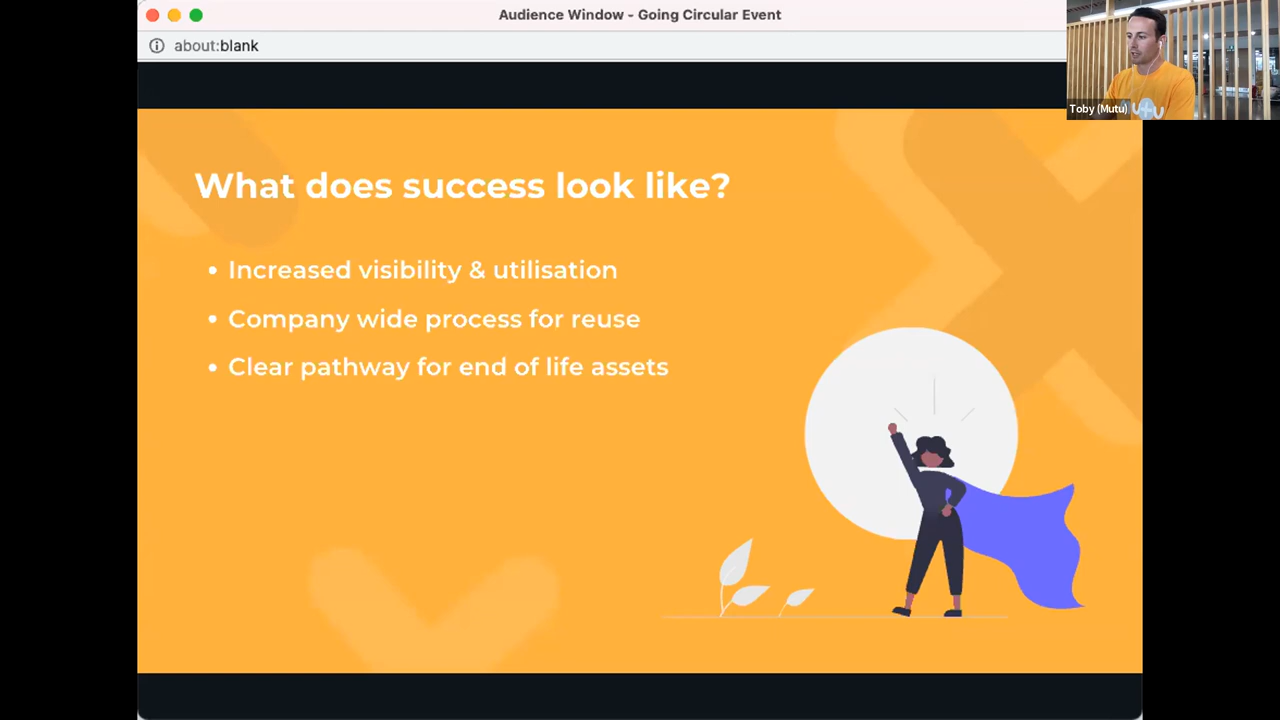 Audience Window - Going Circular Event
about:blank
Toby (Mutu)
What does success look like?
• Increased visibility & utilisation
• Company wide process for reuse
• Clear pathway for end of life assets